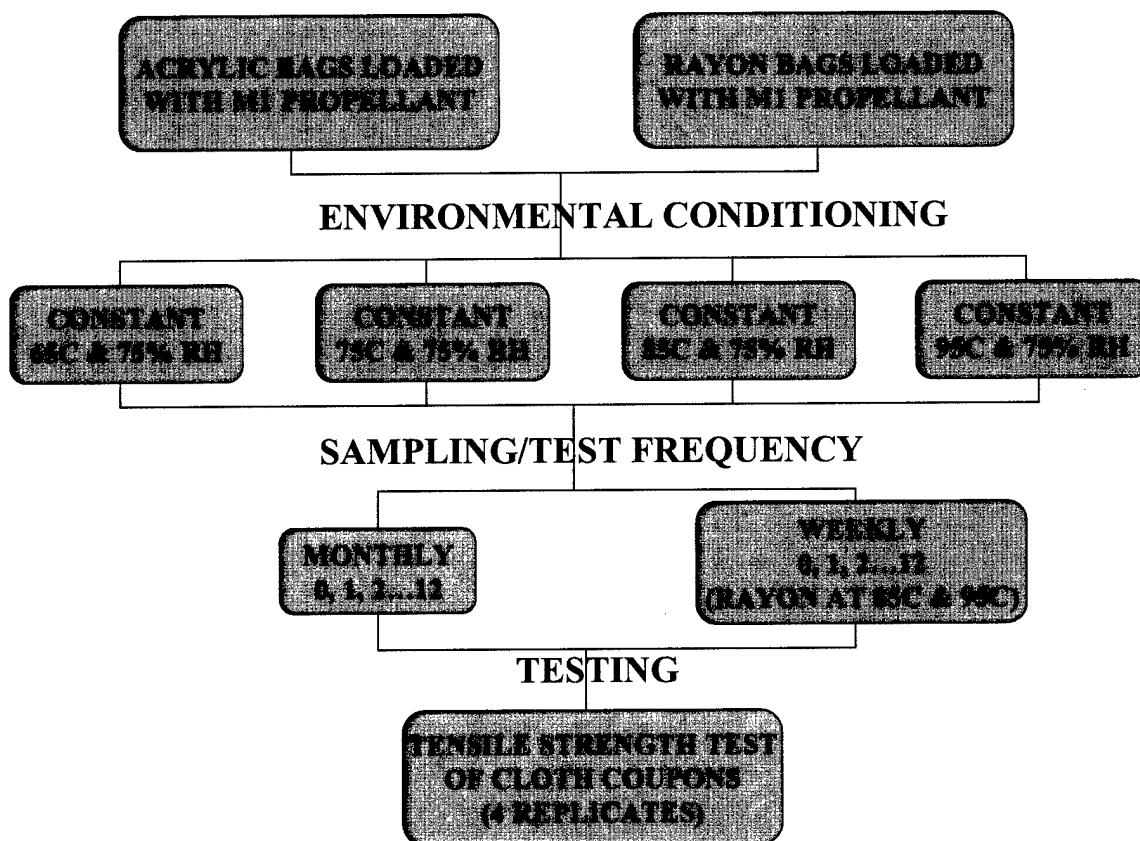 ACRYLIC BAGS LOADED
WITH M1 PROPELLANT
RAYON BAGS LOADED
WITH M1 PROPELLANT
ENVIRONMENTAL CONDITIONING
CONSTANT
65C & 75% RH
CONSTANT
75C & 75% RH
CONSTANT
85C & 75% RH
CONSTANT
95C & 75% RH
SAMPLING/TEST FREQUENCY
MONTHLY
0, 1, 2...12
WEEKLY
0, 1, 2...12
(RAYON AT 85C & 95C)
TESTING
TENSILE STRENGTH TEST
OF CLOTH COUPONS
(4 REPLICATES)